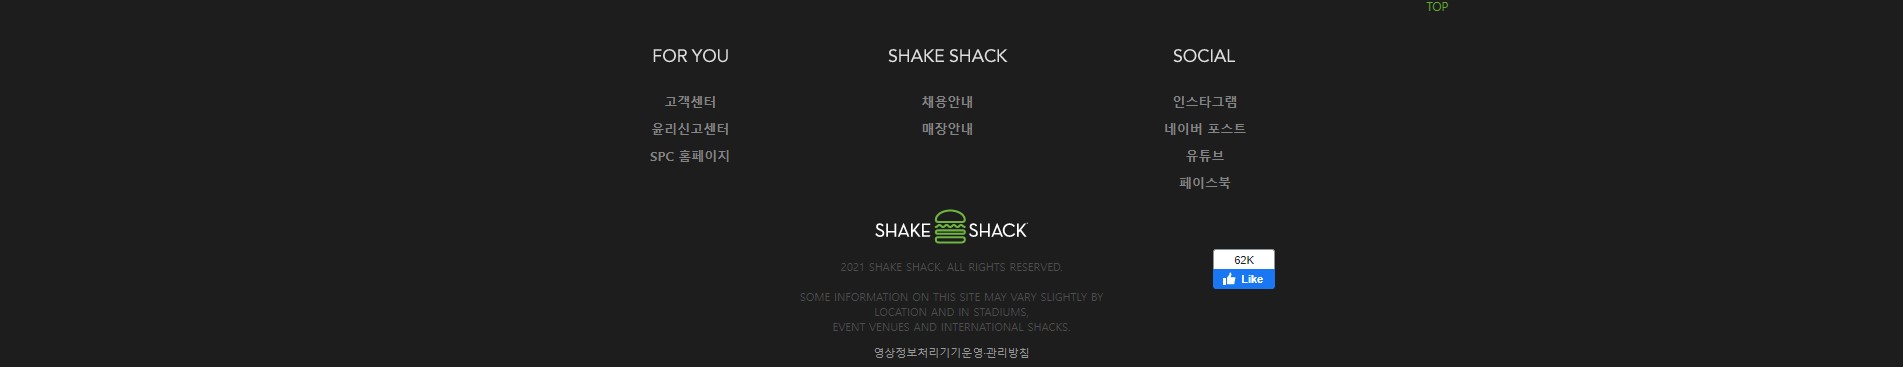 TOP
FOR YOU
고객센터
윤리신고센터
SPC 홈페이지
SHAKE SHACK
채용안내
매장안내
SOCIAL
인스타그램
네이버 포스트
유튜브
페이스북
SHAKE SHACK
2021 SHAKE SHACK. ALL RIGHTS RESERVED.
SOME INFORMATION ON THIS SITE MAY VARY SLIGHTLY BY
LOCATION AND IN STADIUMS,
EVENT VENUES AND INTERNATIONAL SHACKS.
영상정보처리기기운영·관리방침
62K
Like